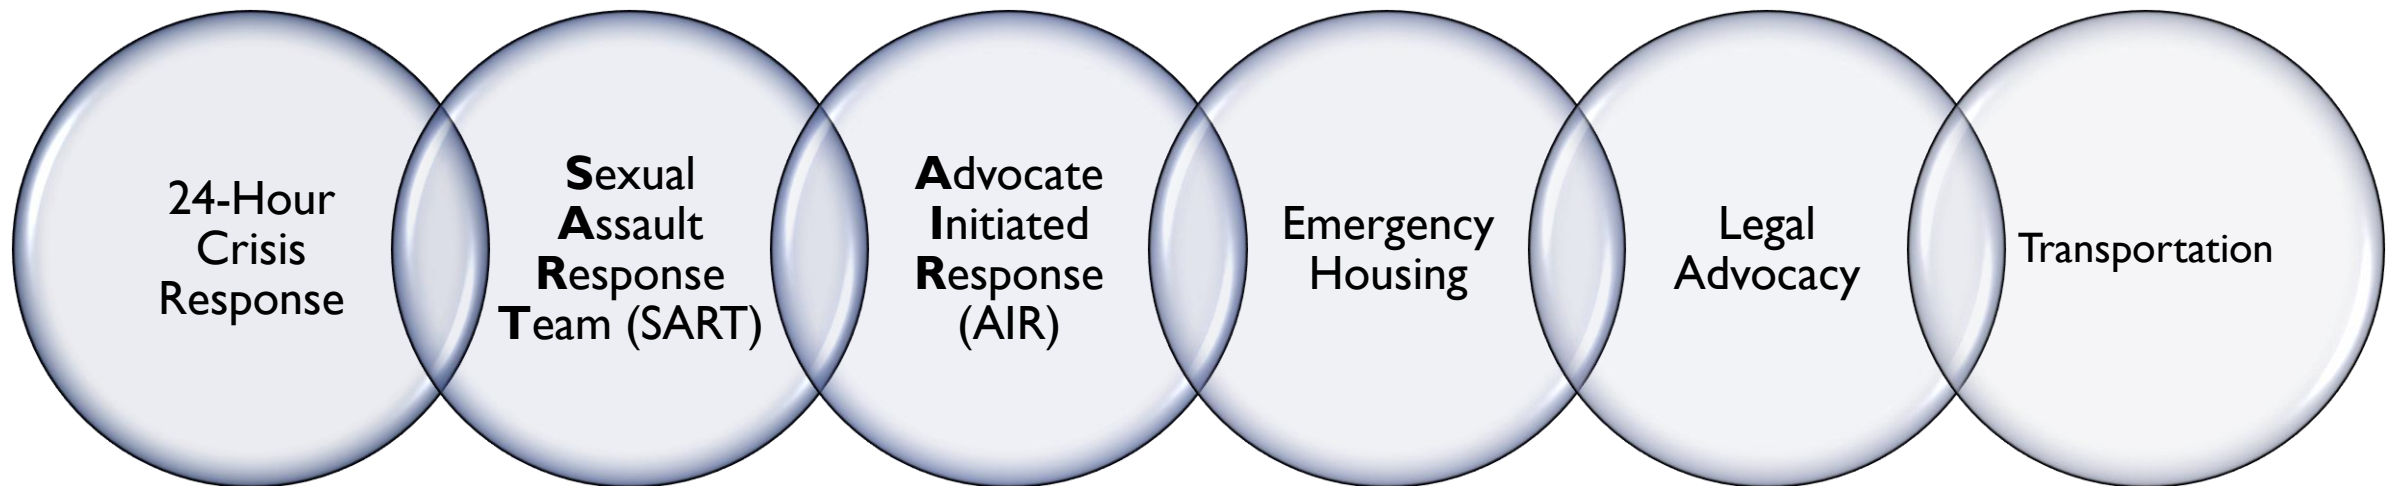 24-Hour
Crisis
Response
Sexual
Assault
Response
Team (SART)
Advocate
Initiated
Response
(AIR)
Emergency
Housing
Legal
Advocacy
Transportation